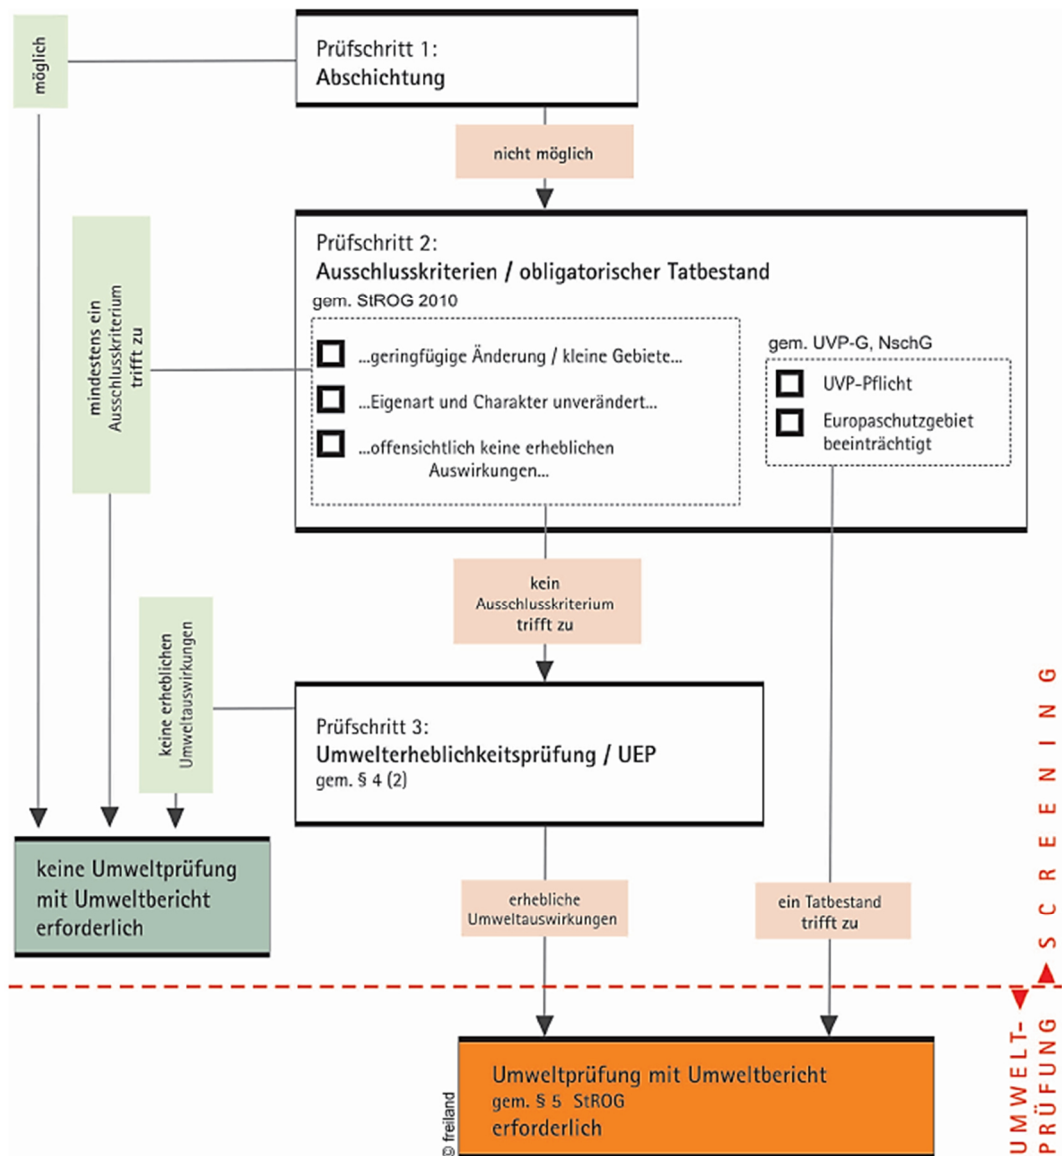 möglich
Prüfschritt 1:
Abschichtung
nicht möglich
mindestens ein
Ausschlusskriterium
trifft zu
Prüfschritt 2:
Ausschlusskriterien / obligatorischer Tatbestand
gem. StROG 2010
...geringfügige Änderung / kleine Gebiete...
...Eigenart und Charakter unverändert...
...offensichtlich keine erheblichen
Auswirkungen...
gem. UVP-G, NschG
UVP-Pflicht
Europaschutzgebiet
beeinträchtigt
kein
Ausschlusskriterium
trifft zu
keine erheblichen
Umweltauswirkungen
Prüfschritt 3:
Umwelterheblichkeitsprüfung / UEP
gem. § 4 (2)
keine Umweltprüfung
mit Umweltbericht
erforderlich
erhebliche
Umweltauswirkungen
ein Tatbestand
trifft zu
SCREENING
UMWELT-
PRÜFUNG
Umweltprüfung mit Umweltbericht
gem. § 5 StROG
erforderlich
© freiland